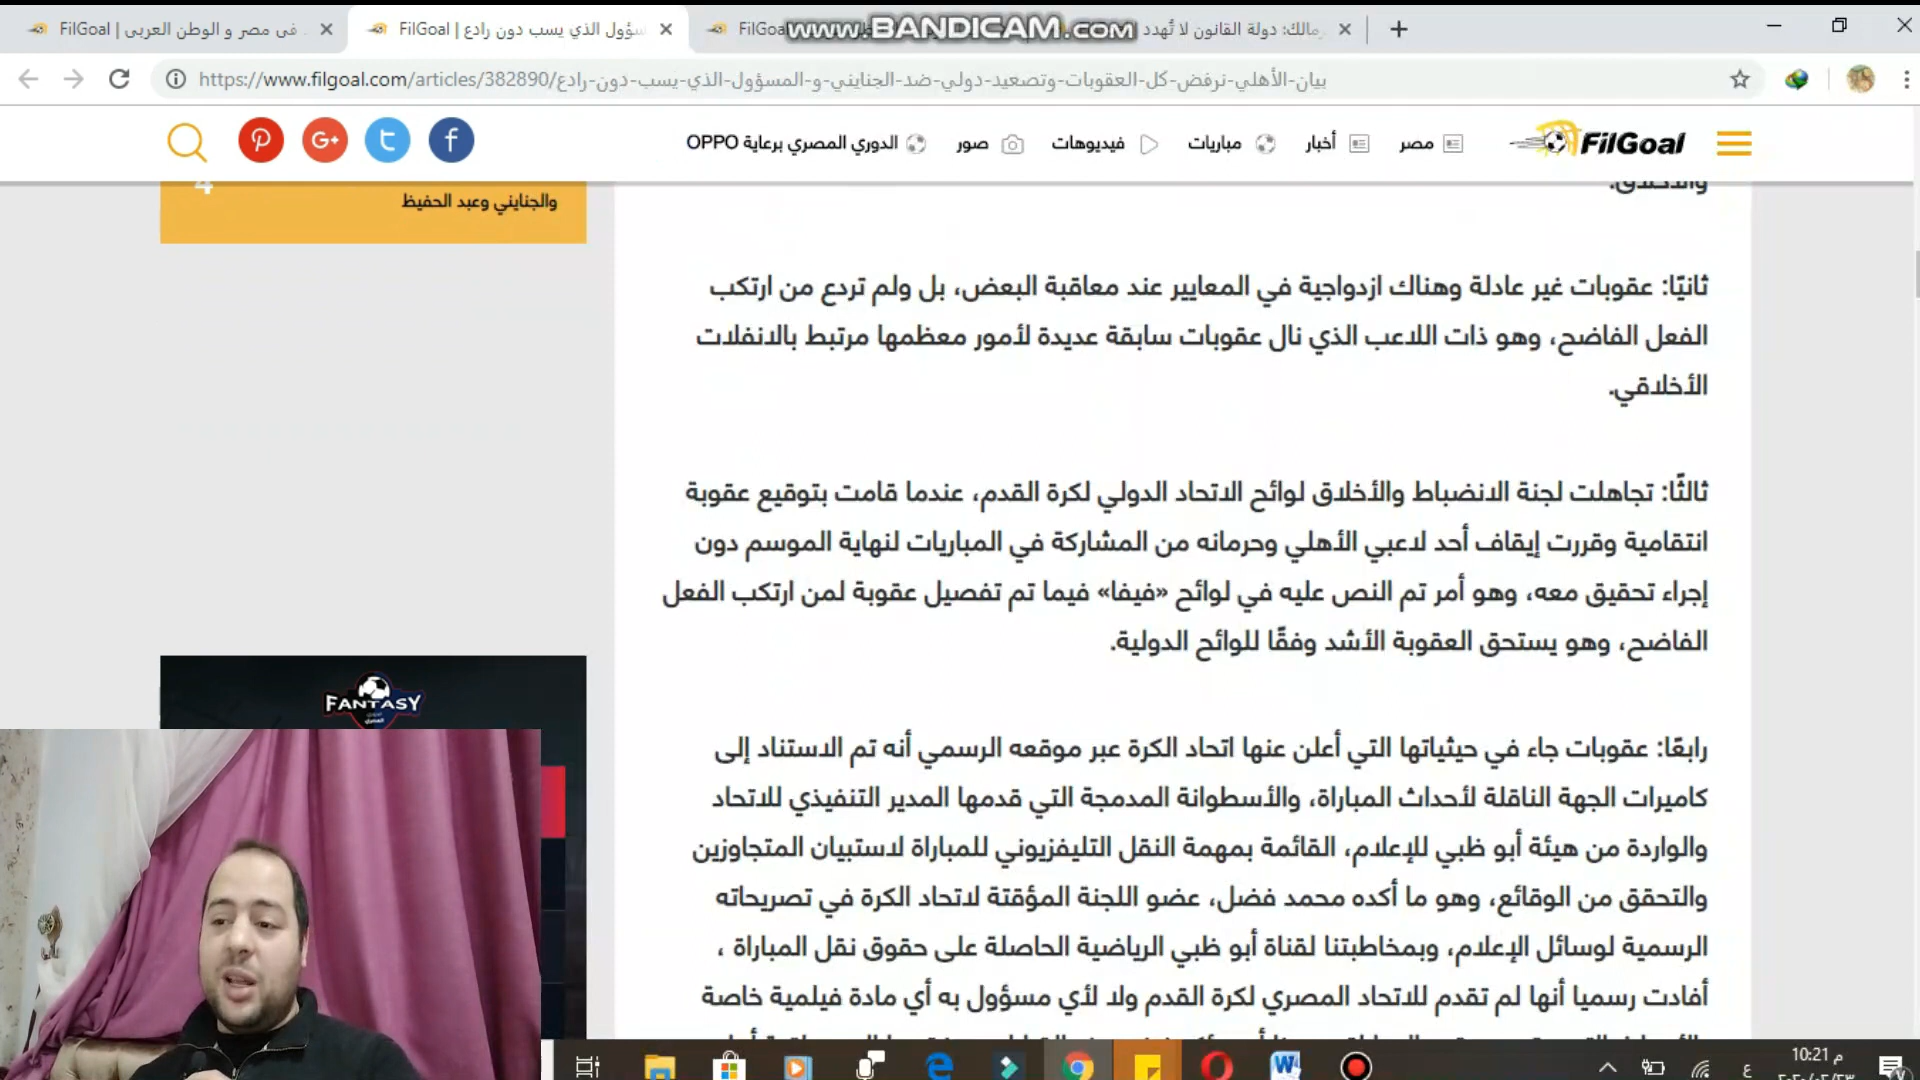 FilGoal | فى مصر و الوطن العربى
FilGoal | سؤول الذي يسب دون رادع
FilGoal
www.BANDICAM.com
مالك: دولة القانون لا تُهدد
https://www.filgoal.com/articles/382890/بيان-الأهلي-نرفض-كل-العقوبات-وتصعيد-دولي-ضد-الجنايني-و-المسؤول-الذي-يسب-دون-رادع
FilGoal
مصر
أخبار
مباريات
فيديوهات
صور
الدوري المصري برعاية OPPO
4
والجنايني وعبد الحفيظ
والأخلاق.
ثانيًا: عقوبات غير عادلة وهناك ازدواجية في المعايير عند معاقبة البعض، بل ولم تردع من ارتكب
الفعل الفاضح، وهو ذات اللاعب الذي نال عقوبات سابقة عديدة لأمور معظمها مرتبط بالانفلات
الأخلاقي.
ثالثًا: تجاهلت لجنة الانضباط والأخلاق لوائح الاتحاد الدولي لكرة القدم، عندما قامت بتوقيع عقوبة
انتقامية وقررت إيقاف أحد لاعبي الأهلي وحرمانه من المشاركة في المباريات لنهاية الموسم دون
إجراء تحقيق معه، وهو أمر تم النص عليه في لوائح «فيفا» فيما تم تفصيل عقوبة لمن ارتكب الفعل
الفاضح، وهو يستحق العقوبة الأشد وفقًا للوائح الدولية.
رابعًا: عقوبات جاء في حيثياتها التي أعلن عنها اتحاد الكرة عبر موقعه الرسمي أنه تم الاستناد إلى
كاميرات الجهة الناقلة لأحداث المباراة، والأسطوانة المدمجة التي قدمها المدير التنفيذي للاتحاد
والواردة من هيئة أبو ظبي للإعلام، القائمة بمهمة النقل التليفزيوني للمباراة لاستبيان المتجاوزين
والتحقق من الوقائع، وهو ما أكده محمد فضل، عضو اللجنة المؤقتة لاتحاد الكرة في تصريحاته
الرسمية لوسائل الإعلام، وبمخاطبتنا لقناة أبو ظبي الرياضية الحاصلة على حقوق نقل المباراة ،
أفادت رسميا أنها لم تقدم للاتحاد المصري لكرة القدم ولا لأي مسؤول به أي مادة فيلمية خاصة
FANTASY
ع
10:21 م